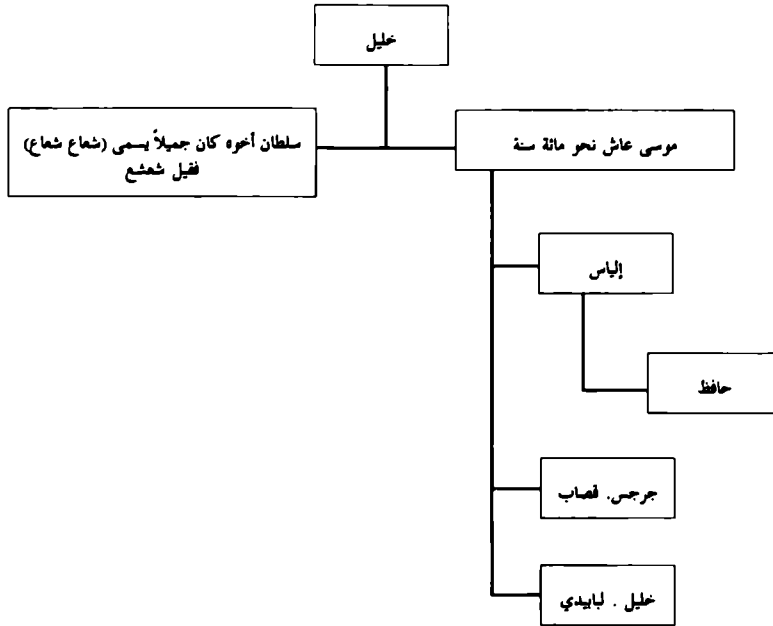 خليل
موسى عاش نحو مائة سنة
سلطان أخوه كان جميلاً يسمى (شعاع شعاع)
فقيل شعشع
إلياس
حافظ
جرجس. قصاب
خليل . لبابيدي